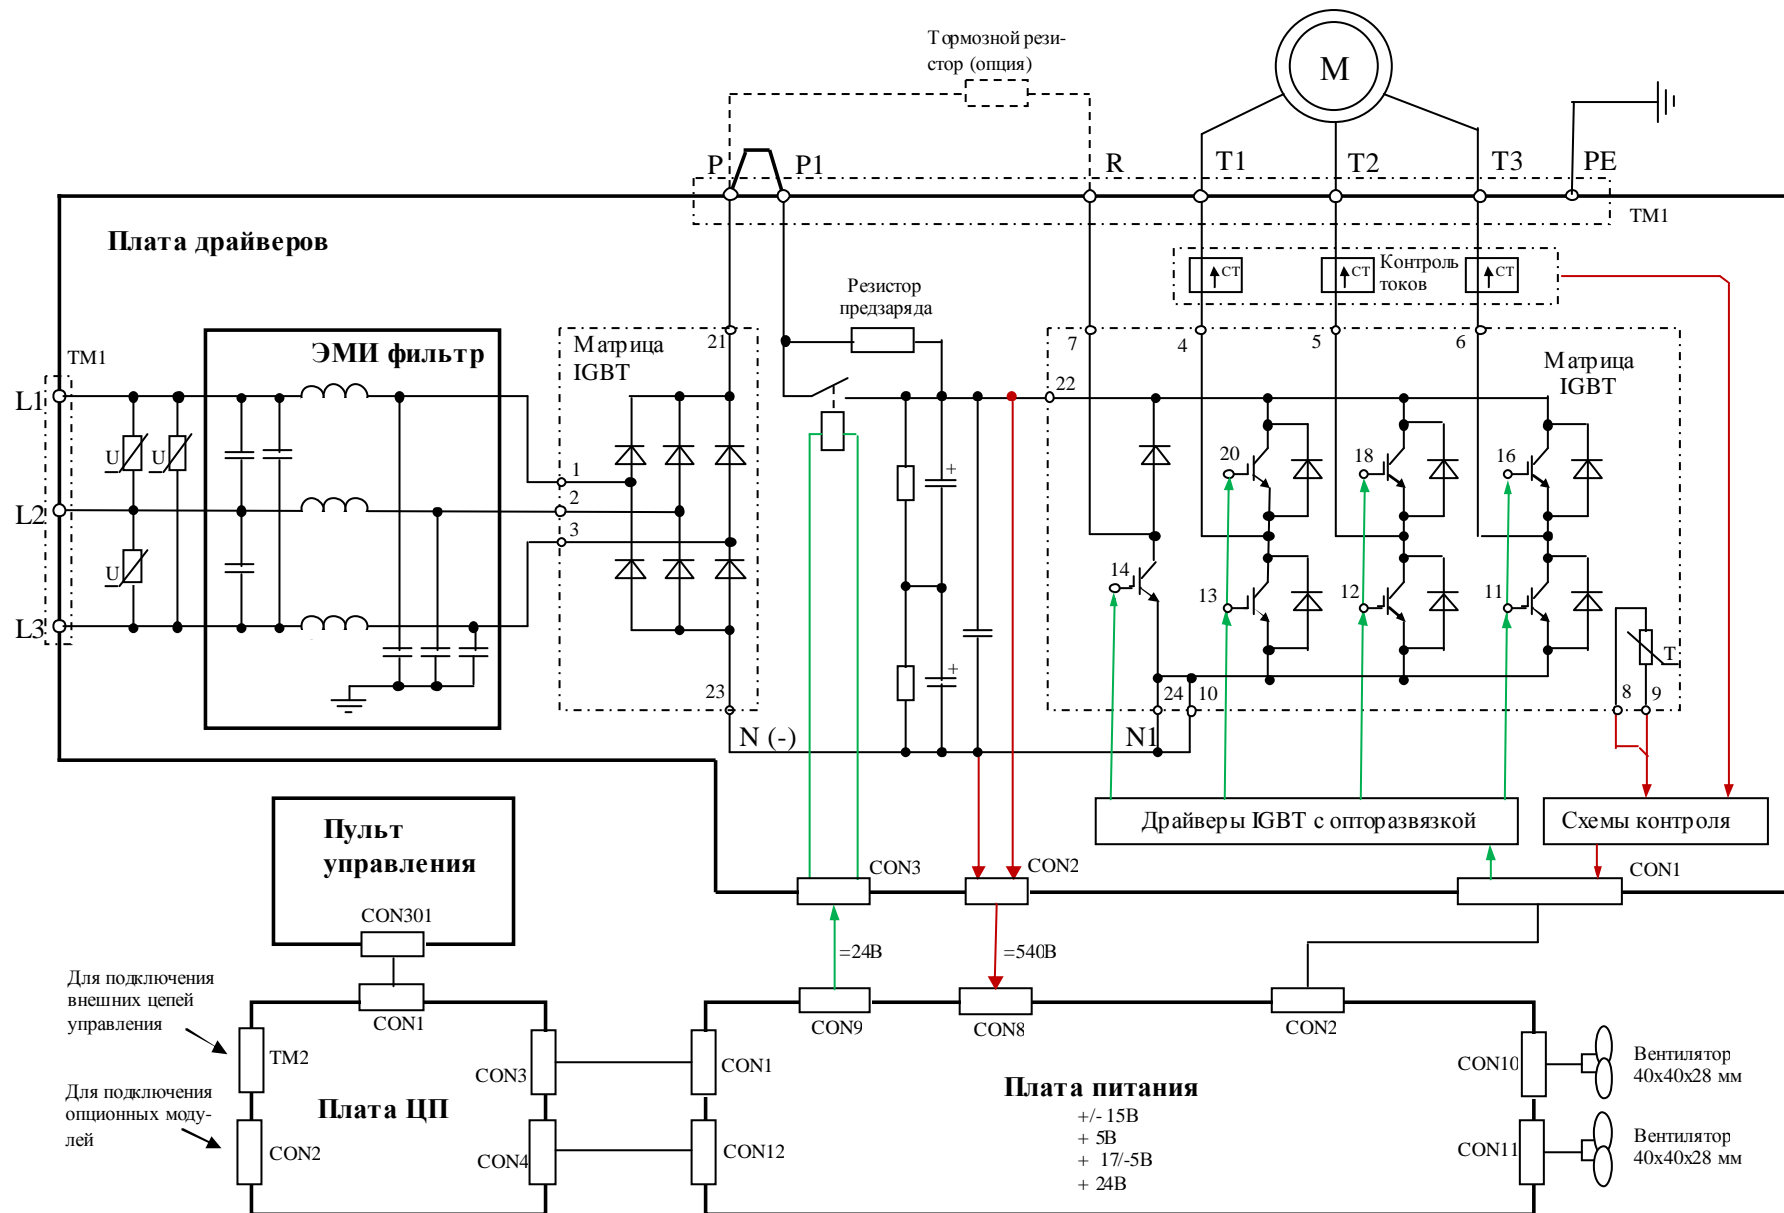 Тормозной рези-
стор (опция)
M
P
P1
R
T1
T2
T3
PE
TM1
Плата драйверов
CT
CT
Контроль
токов
CT
Резистор
предзаряда
TM1
ЭМИ фильтр
Матрица
IGBT
21
7
4
5
6
Матрица
IGBT
L1
22
U
U
1
20
18
16
L2
2
3
U
14
13
12
11
L3
+
+
T
23
24
10
8
9
N (-)
N1
Пульт
управления
Драйверы IGBT с опторазвязкой
Схемы контроля
CON3
CON2
CON1
CON301
=24В
=540В
Для подключения
внешних цепей
управления
CON1
CON9
CON8
CON2
TM2
CON3
CON1
CON10
Вентилятор
40x40x28 мм
Для подключения
опционных моду-
лей
Плата ЦП
Плата питания
+/- 15В
+ 5В
+ 17/-5В
+ 24В
CON2
CON4
CON12
CON11
Вентилятор
40x40x28 мм